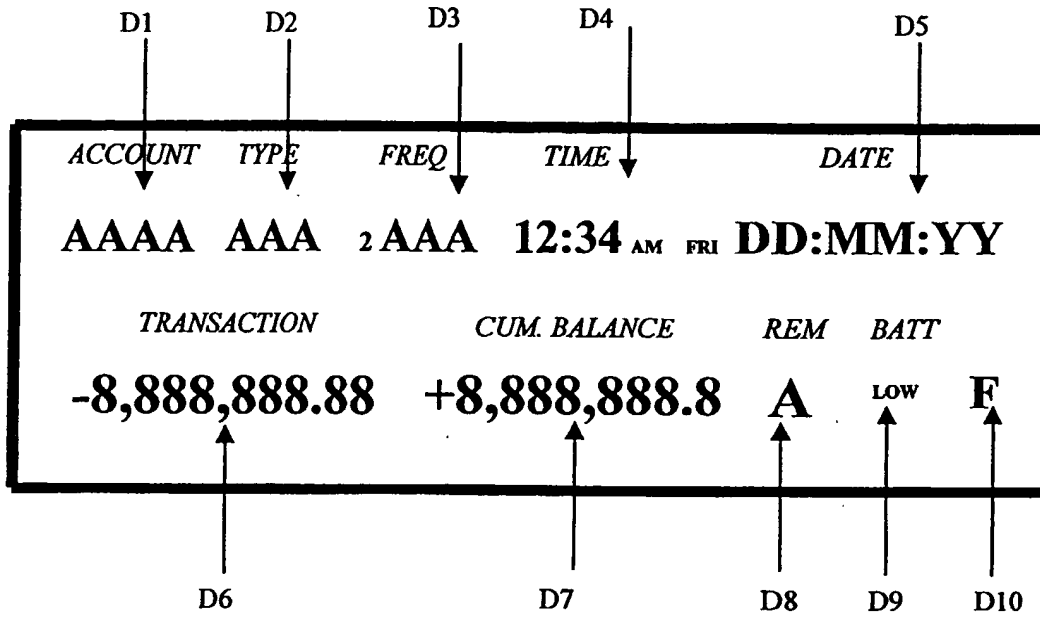 D1 D2 D3 D4 D5
ACCOUNT TYPE FREQ TIME DATE
AAAA AAA 2 AAA 12:34 AM FRI DD:MM:YY
TRANSACTION CUM. BALANCE REM BATT
-8,888,888.88 +8,888,888.8 A LOW F
D6 D7 D8 D9 D10